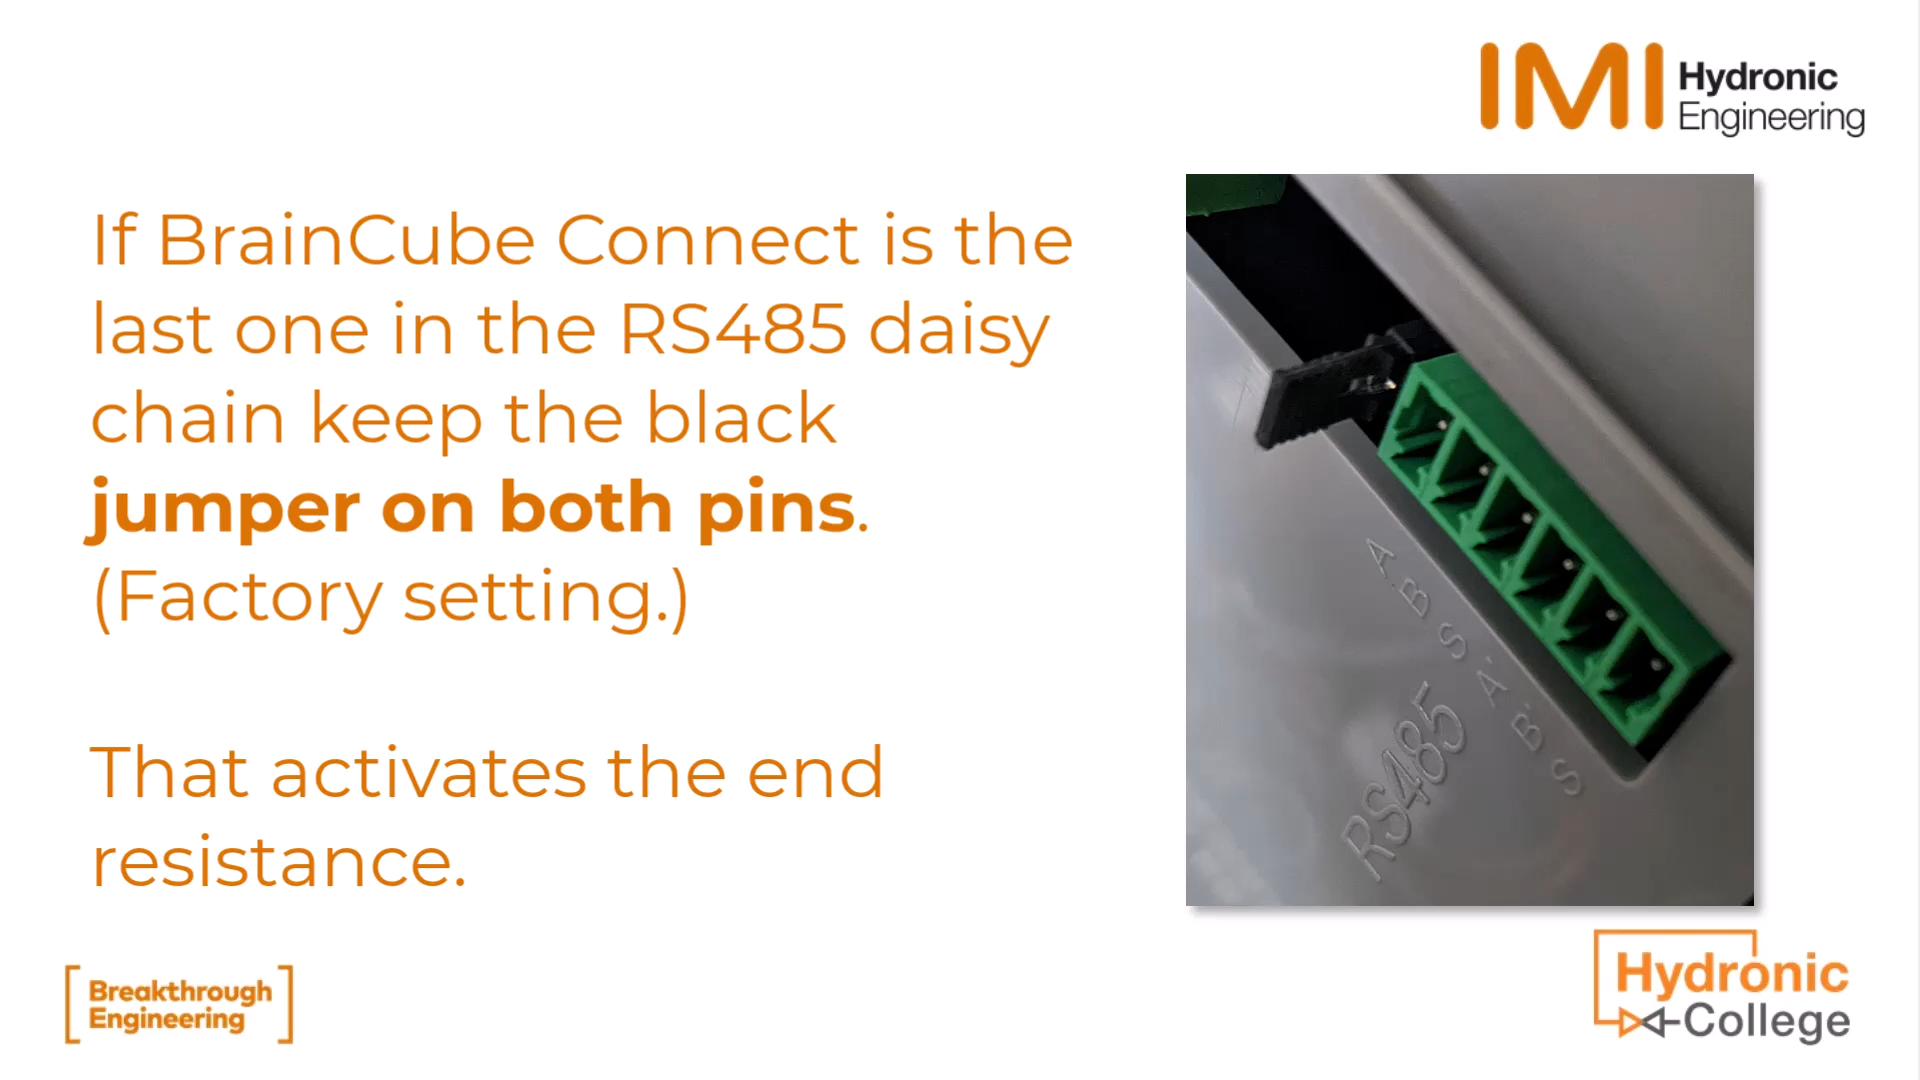 IMI Hydronic
Engineering
If BrainCube Connect is the
last one in the RS485 daisy
chain keep the black
jumper on both pins.
(Factory setting.)
That activates the end
resistance.
A B S A B S
RS485
Breakthrough
Engineering
Hydronic
College